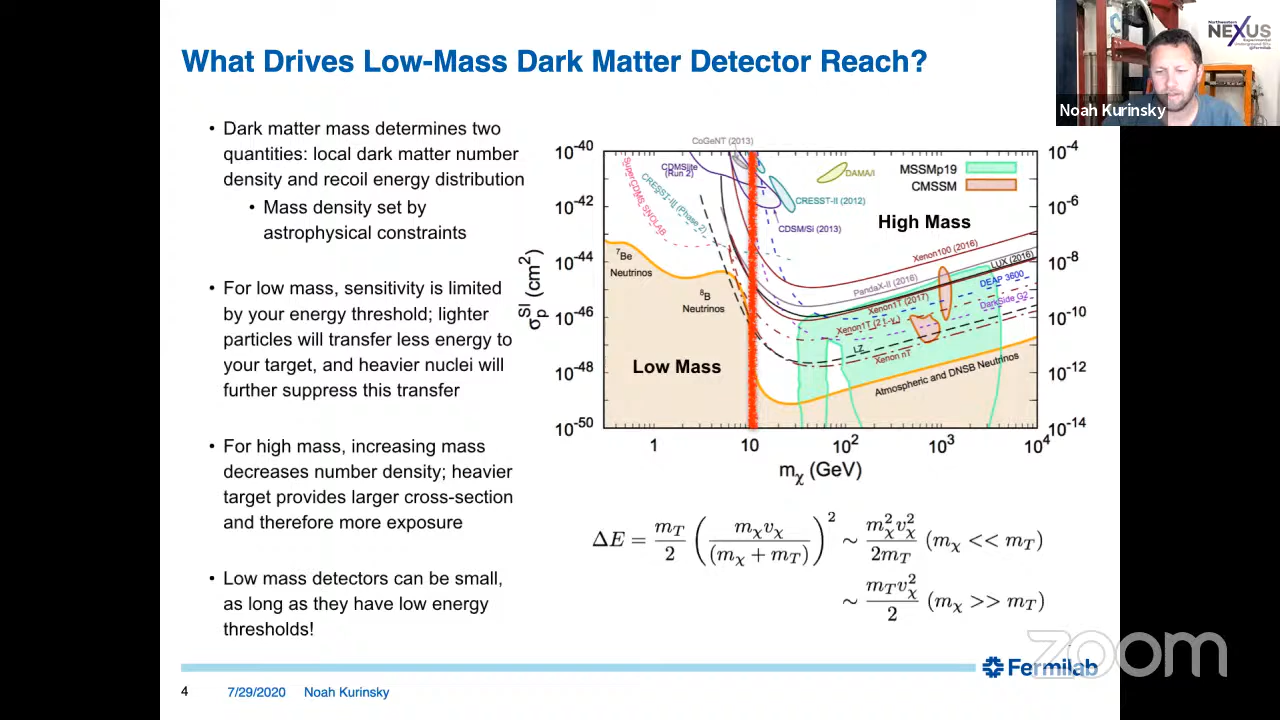 What Drives Low-Mass Dark Matter Detector Reach?
• Dark matter mass determines two
quantities: local dark matter number
density and recoil energy distribution
• Mass density set by
astrophysical constraints
• For low mass, sensitivity is limited
by your energy threshold; lighter
particles will transfer less energy to
your target, and heavier nuclei will
further suppress this transfer
• For high mass, increasing mass
decreases number density; heavier
target provides larger cross-section
and therefore more exposure
• Low mass detectors can be small,
as long as they have low energy
thresholds!
σ_p^SI (cm²)
10⁻⁴⁰
10⁻⁴²
10⁻⁴⁴
10⁻⁴⁶
10⁻⁴⁸
10⁻⁵⁰
CoGeNT (2013)
CDMSlite
(Run 2)
SuperCDMS SNOLAB
CRESST-III (Phase 2)
⁷Be
Neutrinos
⁸B
Neutrinos
Low Mass
DAMA/I
CRESST-II (2012)
CDSM/Si (2013)
MSSMp19
CMSSM
High Mass
Xenon100 (2016)
LUX (2016)
PandaX-II (2016)
DEAP 3600
Xenon1T (2017)
DarkSide G2
Xenon1T (2 t-y)
LZ
Xenon nT
Atmospheric and DNSB Neutrinos
10⁻⁴
10⁻⁶
10⁻⁸
10⁻¹⁰
10⁻¹²
10⁻¹⁴
1 10 10² 10³ 10⁴
mχ (GeV)
ΔE = m_T/2 (m_χ v_χ/(m_χ + m_T))² ~ m_χ² v_χ²/2m_T (m_χ << m_T)
~ m_T v_χ²/2 (m_χ >> m_T)
4 7/29/2020 Noah Kurinsky
Fermilab
zoom
Noah Kurinsky
Northwestern
NEXUS
Experimental
Underground Site
@Fermilab